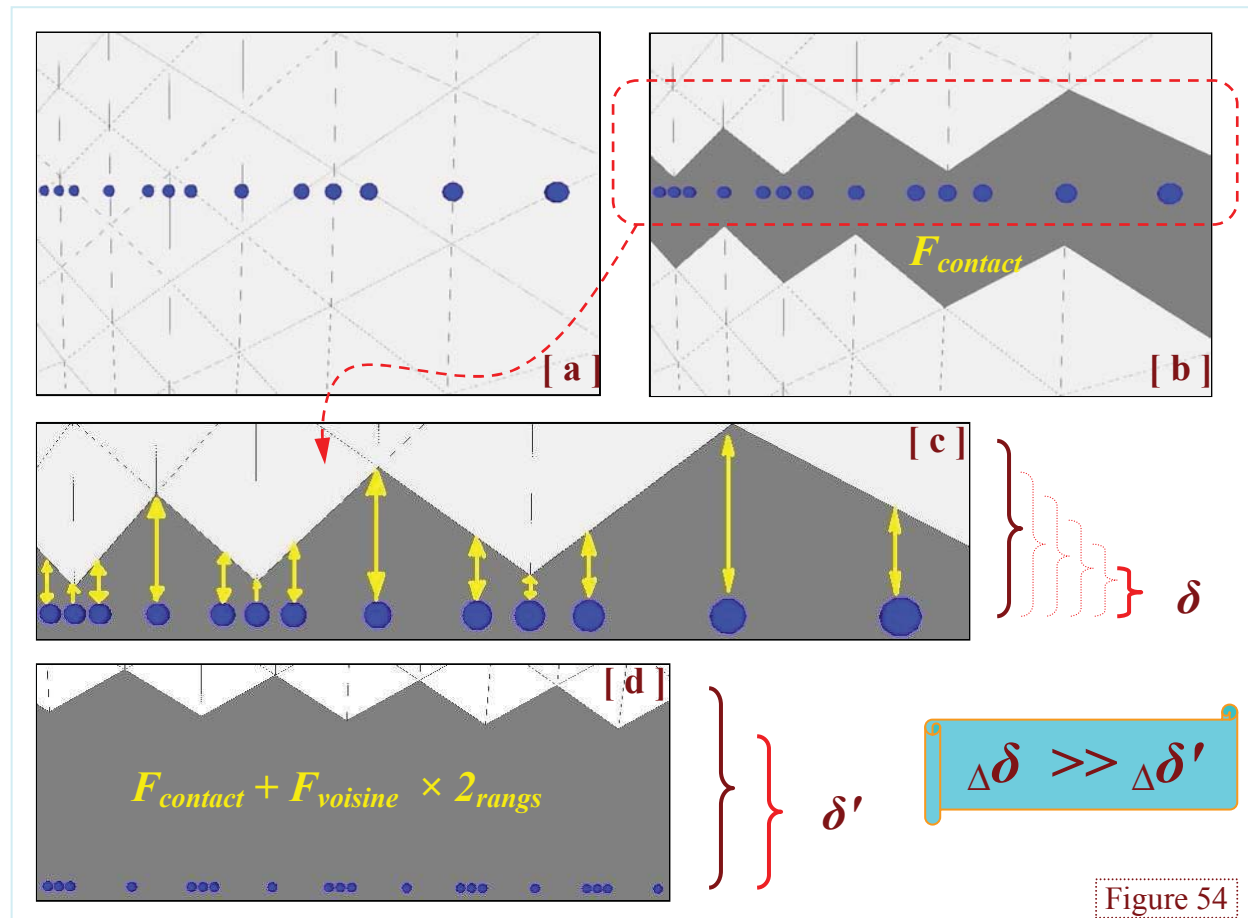 [ a ]
F contact
[ b ]
[ c ]
δ
[ d ]
F contact + F voisine × 2 rangs
δ'
Δδ >> Δδ'
Figure 54